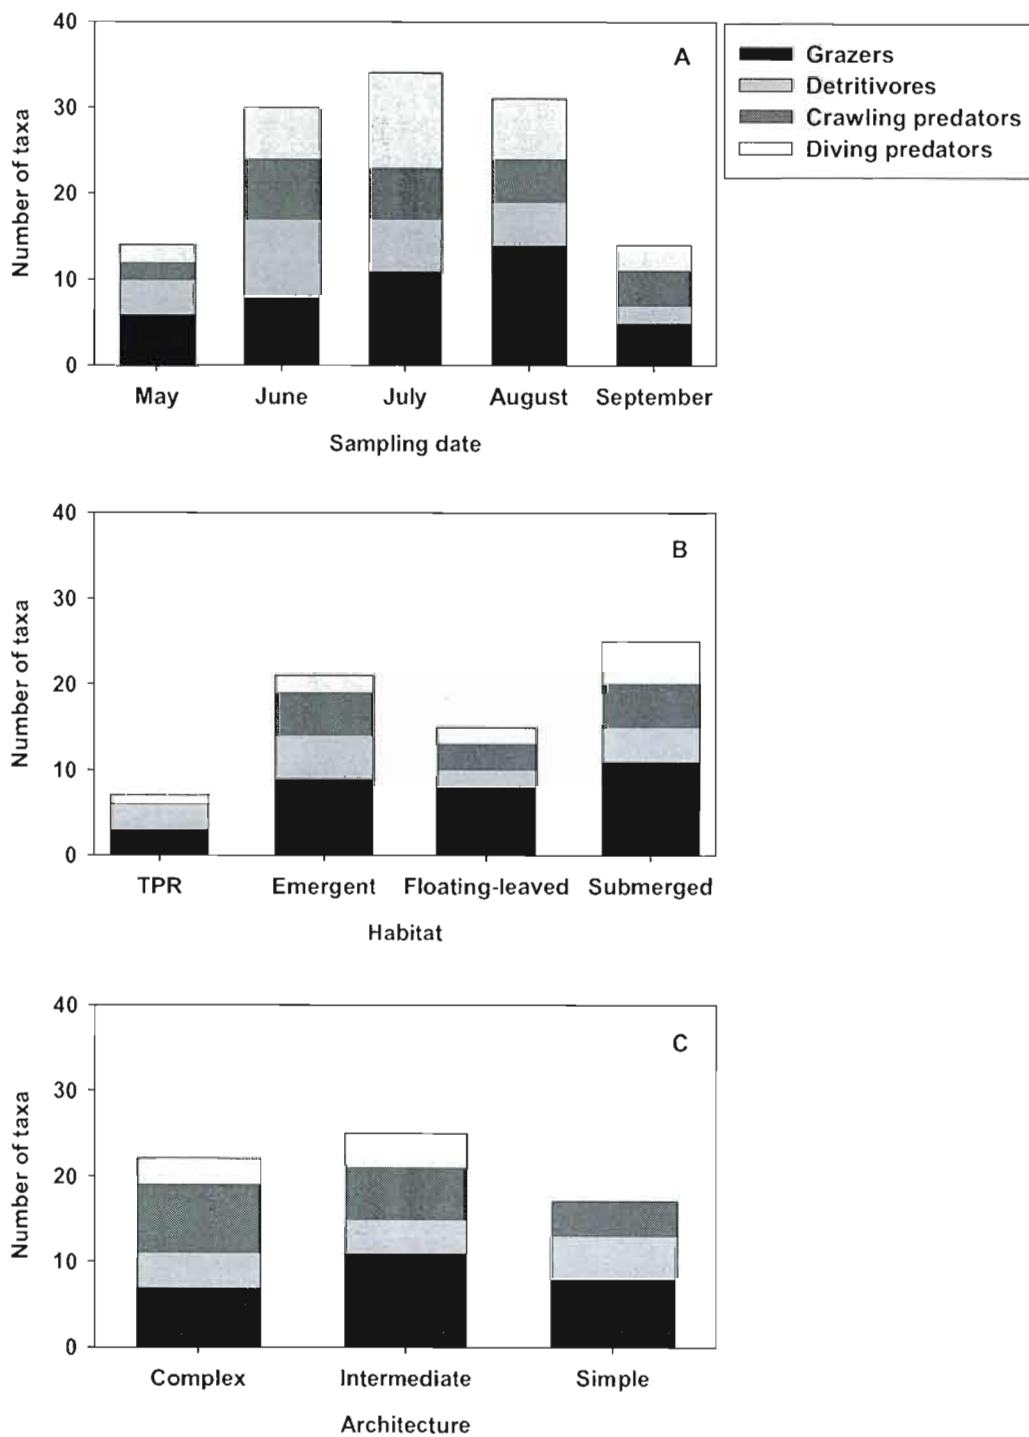 40
30
20
10
0
Number of taxa
A
May June July August September
Sampling date
Grazers
Detritivores
Crawling predators
Diving predators
40
30
20
10
0
Number of taxa
B
TPR Emergent Floating-leaved Submerged
Habitat
40
30
20
10
0
Number of taxa
C
Complex Intermediate Simple
Architecture